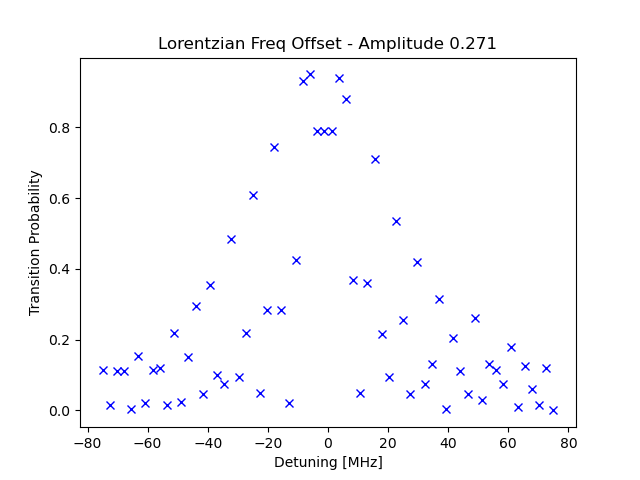 Lorentzian Freq Offset - Amplitude 0.271
Transition Probability
0.8
0.6
0.4
0.2
0.0
−80 −60 −40 −20 0 20 40 60 80
Detuning [MHz]